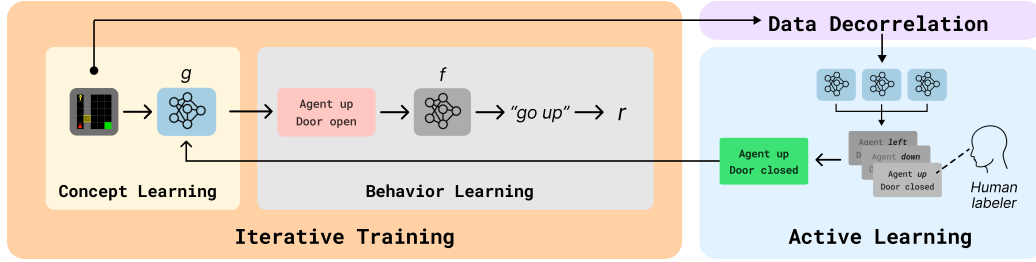 Data Decorrelation
g
f
Agent up
Door open
“go up”
r
Concept Learning
Behavior Learning
Iterative Training
Agent left
Agent down
Agent up
Door closed
Agent up
Door closed
Human
labeler
Active Learning